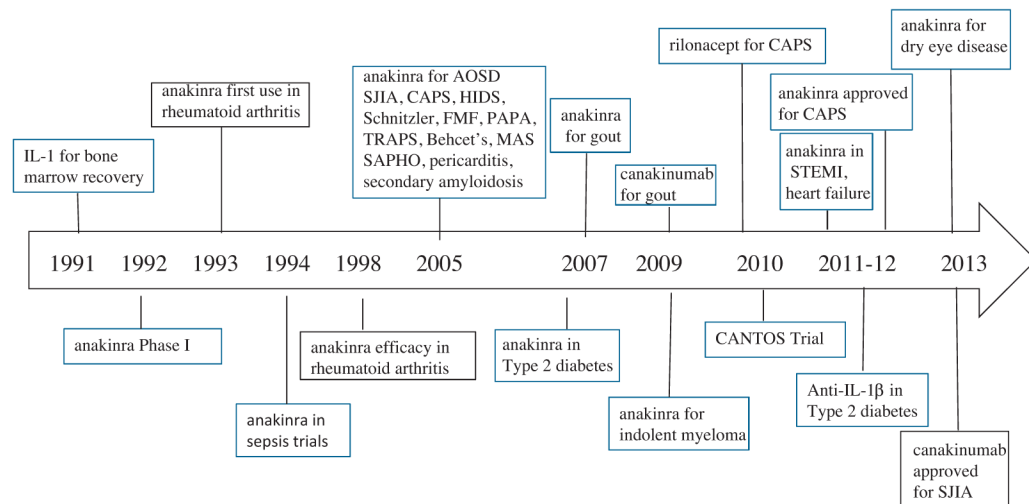 IL-1 for bone
marrow recovery
anakinra first use in
rheumatoid arthritis
anakinra for AOSD
SJIA, CAPS, HIDS,
Schnitzler, FMF, PAPA,
TRAPS, Behcet's, MAS
SAPHO, pericarditis,
secondary amyloidosis
anakinra
for gout
canakinumab
for gout
rilonacept for CAPS
anakinra approved
for CAPS
anakinra in
STEMI,
heart failure
anakinra for
dry eye disease
1991 1992 1993 1994 1998 2005 2007 2009 2010 2011-12 2013
anakinra Phase I
anakinra in
sepsis trials
anakinra efficacy in
rheumatoid arthritis
anakinra in
Type 2 diabetes
anakinra for
indolent myeloma
CANTOS Trial
Anti-IL-1β in
Type 2 diabetes
canakinumab
approved
for SJIA